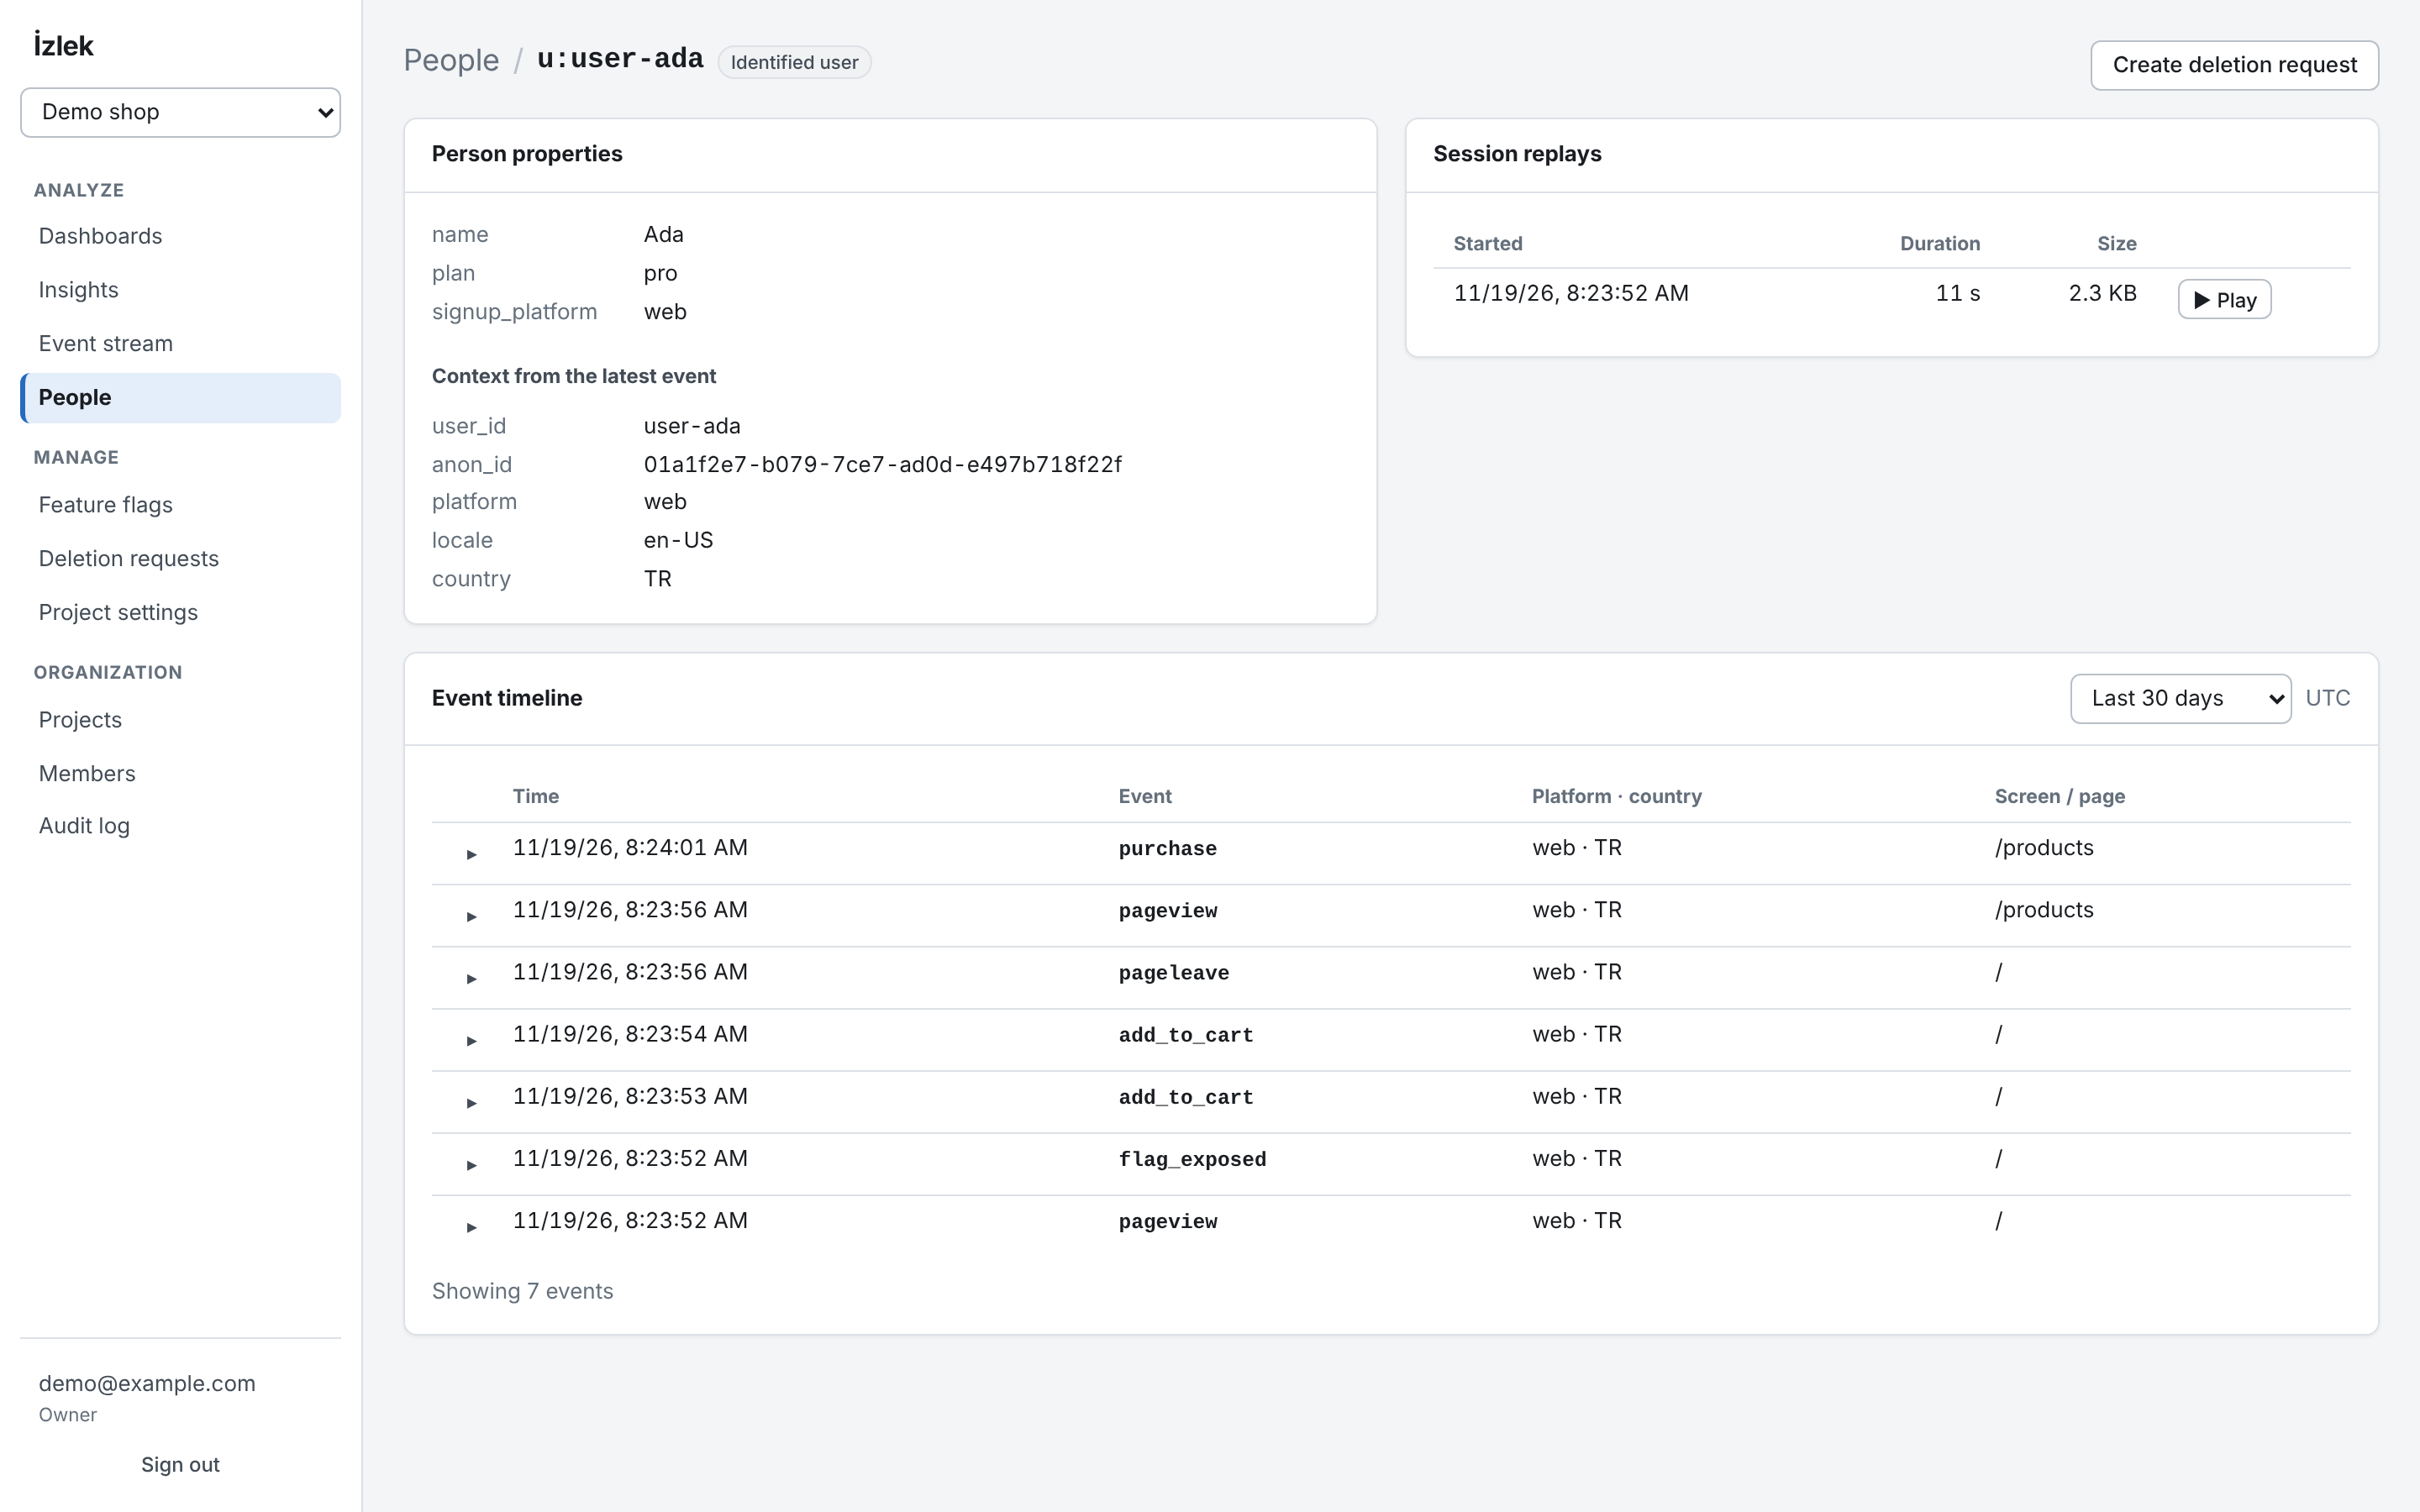 İzlek
Demo shop
ANALYZE
Dashboards
Insights
Event stream
People
MANAGE
Feature flags
Deletion requests
Project settings
ORGANIZATION
Projects
Members
Audit log
demo@example.com
Owner
Sign out
People / u:user-ada Identified user
Create deletion request
Person properties
name Ada
plan pro
signup_platform web
Context from the latest event
user_id user-ada
anon_id 01a1f2e7-b079-7ce7-ad0d-e497b718f22f
platform web
locale en-US
country TR
Session replays
Started Duration Size
11/19/26, 8:23:52 AM 11 s 2.3 KB ▶ Play
Event timeline
Last 30 days UTC
Time Event Platform · country Screen / page
▶ 11/19/26, 8:24:01 AM purchase web · TR /products
▶ 11/19/26, 8:23:56 AM pageview web · TR /products
▶ 11/19/26, 8:23:56 AM pageleave web · TR /
▶ 11/19/26, 8:23:54 AM add_to_cart web · TR /
▶ 11/19/26, 8:23:53 AM add_to_cart web · TR /
▶ 11/19/26, 8:23:52 AM flag_exposed web · TR /
▶ 11/19/26, 8:23:52 AM pageview web · TR /
Showing 7 events